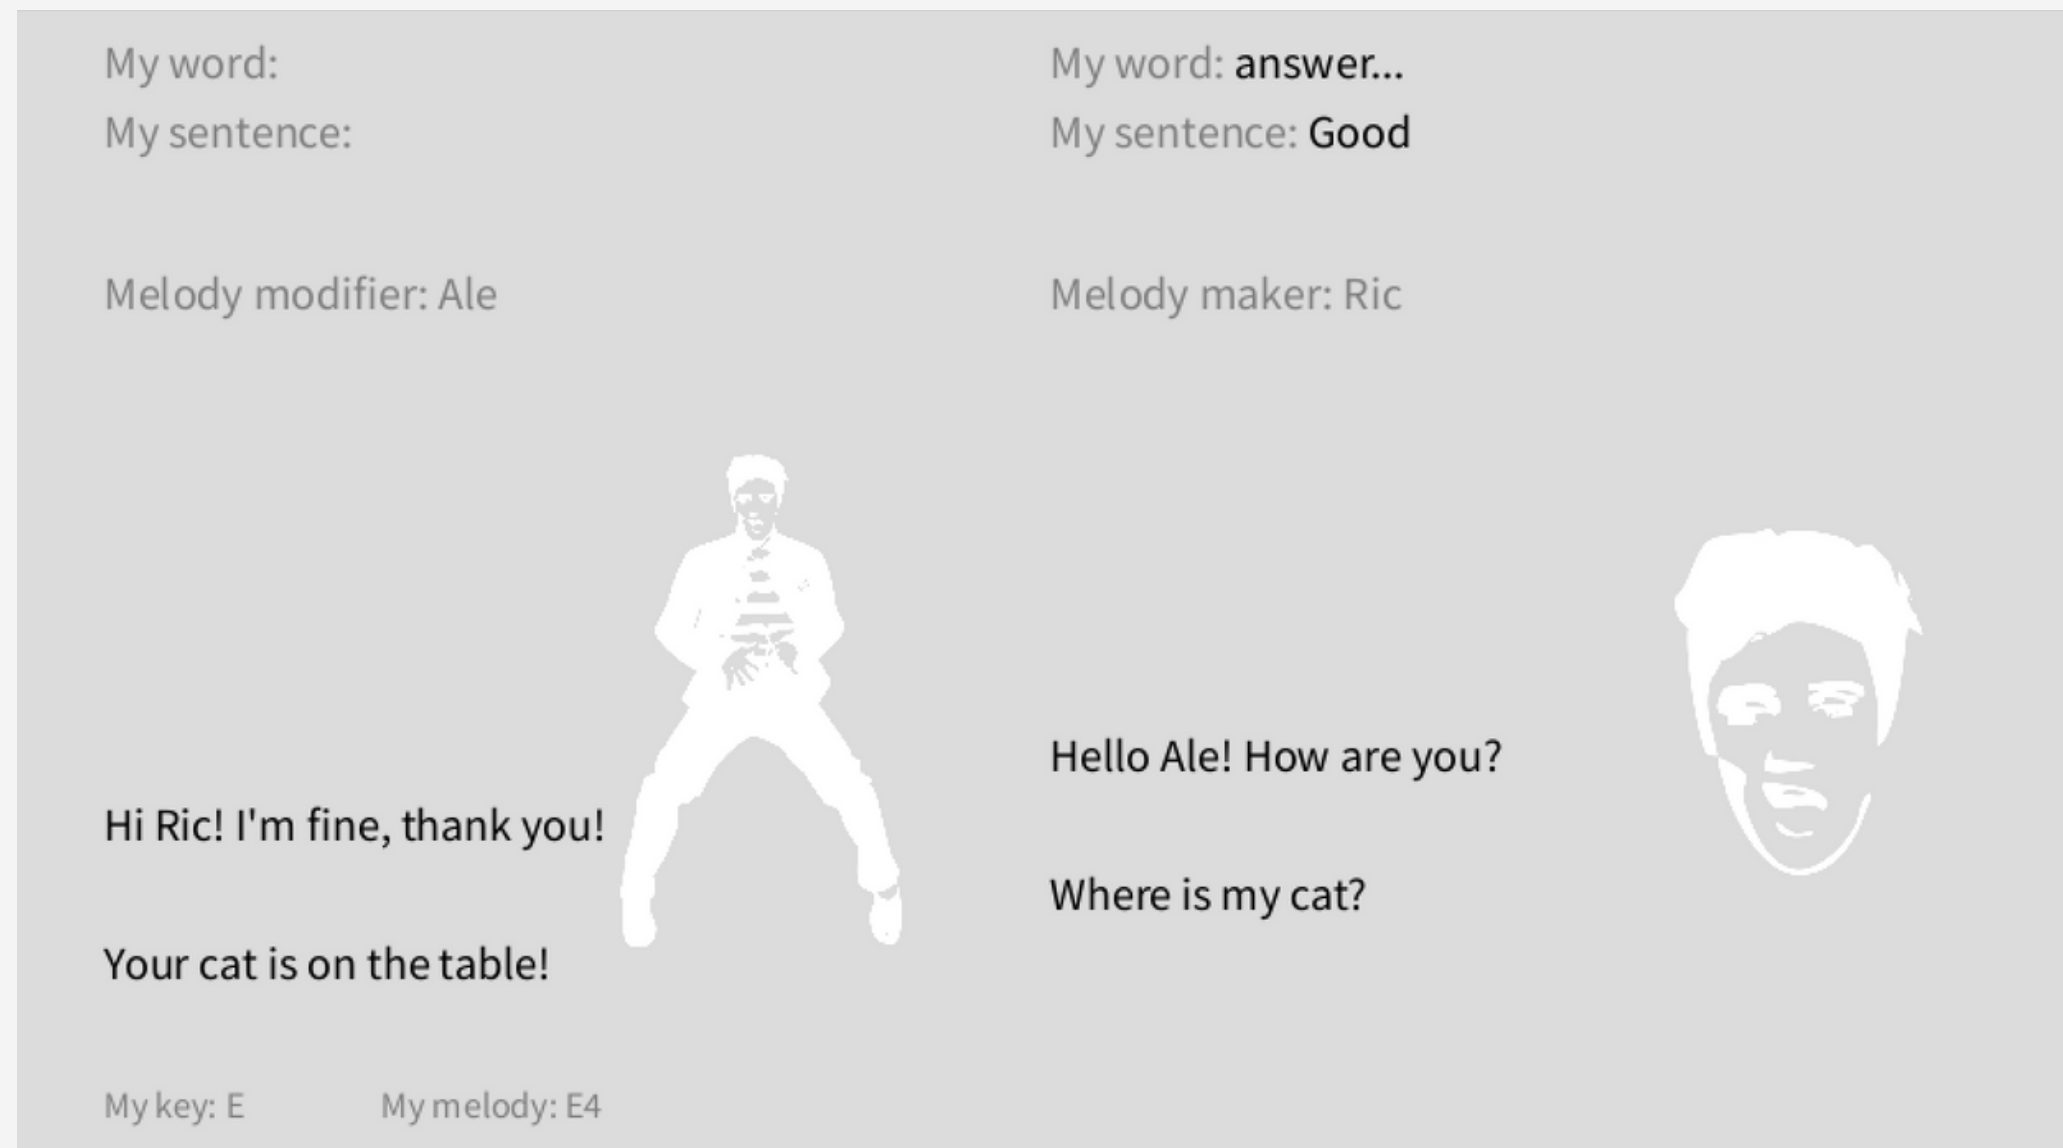 My word:
My sentence:
Melody modifier: Ale
Hi Ric! I'm fine, thank you!
Your cat is on the table!
My key: E
My melody: E4
My word: answer...
My sentence: Good
Melody maker: Ric
Hello Ale! How are you?
Where is my cat?